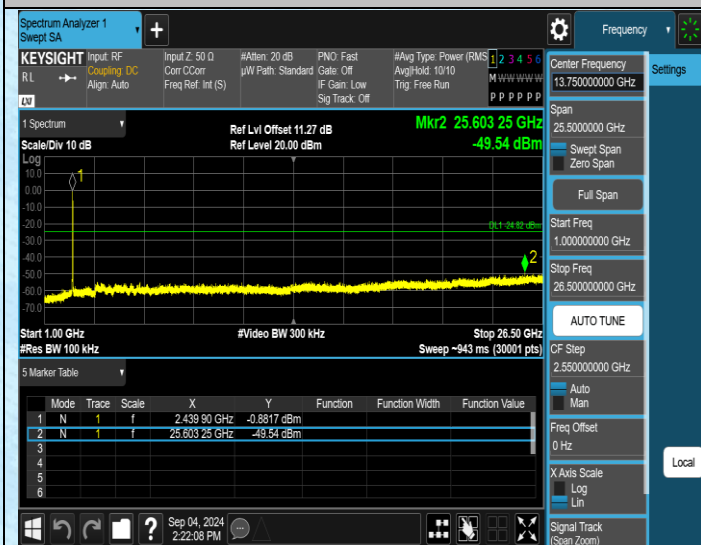 Spectrum Analyzer 1
Swept SA
Frequency
KEYSIGHT
R L
LXI
Input: RF
Coupling: DC
Align: Auto
Input Z: 50 Ω
Corr CCorr
Freq Ref: Int (S)
#Atten: 20 dB
µW Path: Standard
PNO: Fast
Gate: Off
IF Gain: Low
Sig Track: Off
#Avg Type: Power (RMS
Avg|Hold: 10/10
Trig: Free Run
1 2 3 4 5 6
M W W W W W
P P P P P P
1 Spectrum
Scale/Div 10 dB
Ref Lvl Offset 11.27 dB
Ref Level 20.00 dBm
Mkr2 25.603 25 GHz
-49.54 dBm
Log
10.0
0.00
-10.0
-20.0
-30.0
-40.0
-50.0
-60.0
-70.0
1
DL1 -24.82 dBm
2
Start 1.00 GHz
#Res BW 100 kHz
#Video BW 300 kHz
Stop 26.50 GHz
Sweep ~943 ms (30001 pts)
5 Marker Table
Mode Trace Scale X Y Function Function Width Function Value
1 N 1 f 2.439 90 GHz -0.8817 dBm
2 N 1 f 25.603 25 GHz -49.54 dBm
3
4
5
6
Sep 04, 2024
2:22:08 PM
?
Center Frequency
13.750000000 GHz
Span
25.5000000 GHz
Swept Span
Zero Span
Full Span
Start Freq
1.000000000 GHz
Stop Freq
26.500000000 GHz
AUTO TUNE
CF Step
2.550000000 GHz
Auto
Man
Freq Offset
0 Hz
X Axis Scale
Log
Lin
Signal Track
(Span Zoom)
Settings
Local